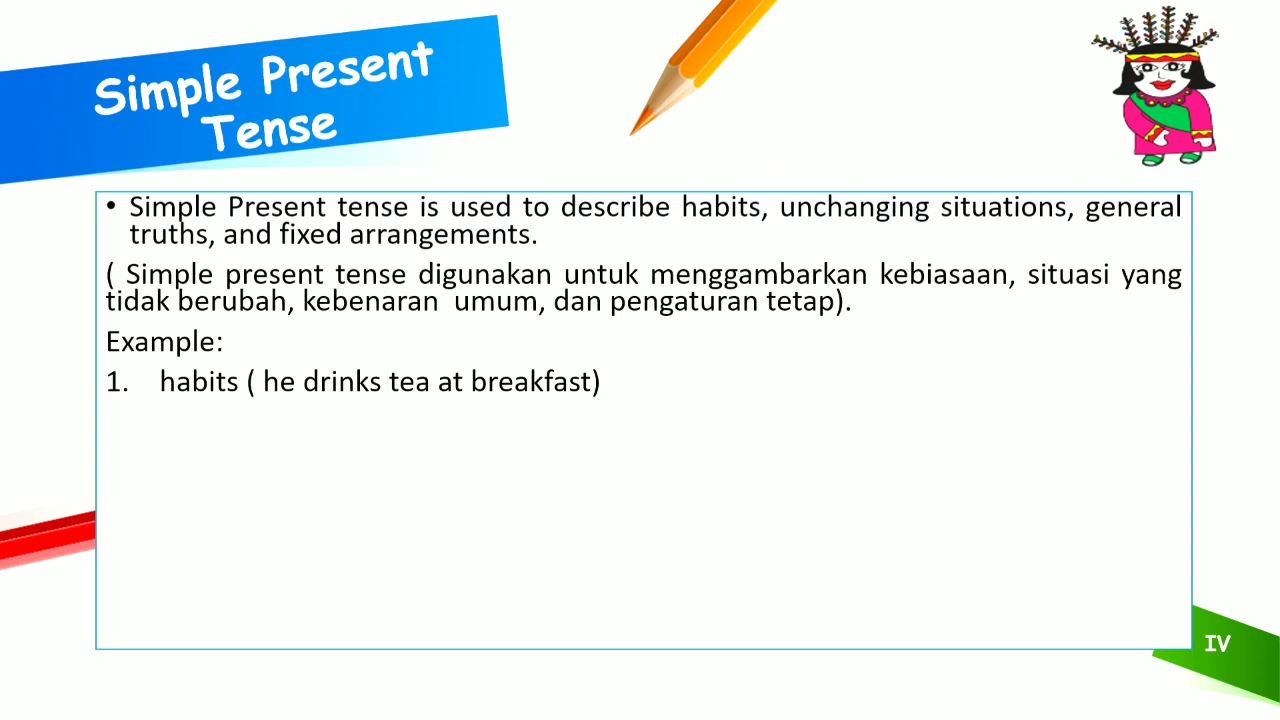 Simple Present
Tense
• Simple Present tense is used to describe habits, unchanging situations, general
truths, and fixed arrangements.
( Simple present tense digunakan untuk menggambarkan kebiasaan, situasi yang
tidak berubah, kebenaran  umum, dan pengaturan tetap).
Example:
1. habits ( he drinks tea at breakfast)
IV